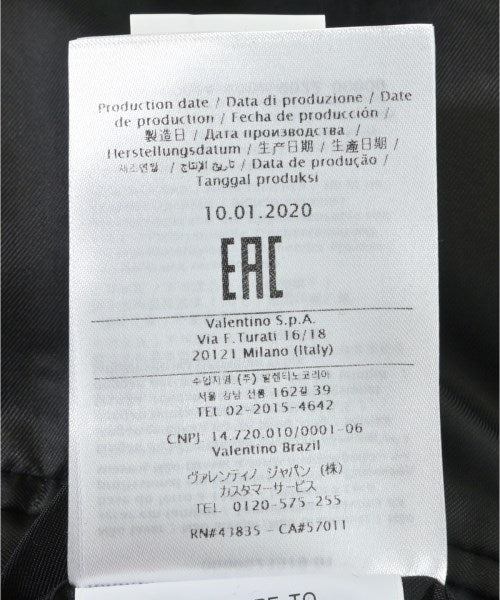 Production date / Data di produzione / Date
de production / Fecha de producción /
製造日 / Дата производства /
Herstellungsdatum / 生产日期 / 生產日期
제조연월 / / Data de produção /
Tanggal produksi
10.01.2020
EAC
Valentino S.p.A.
Via F.Turati 16/18
20121 Milano (Italy)
수입자명 (주) 발렌티노코리아
서울 강남 선릉 162길 39
TEL 02-2015-4642
CNPJ 14.720.010/0001-06
Valentino Brazil
ヴァレンティノ ジャパン (株)
カスタマーサービス
TEL. 0120-575-255
RN#43835 - CA#57011
TO